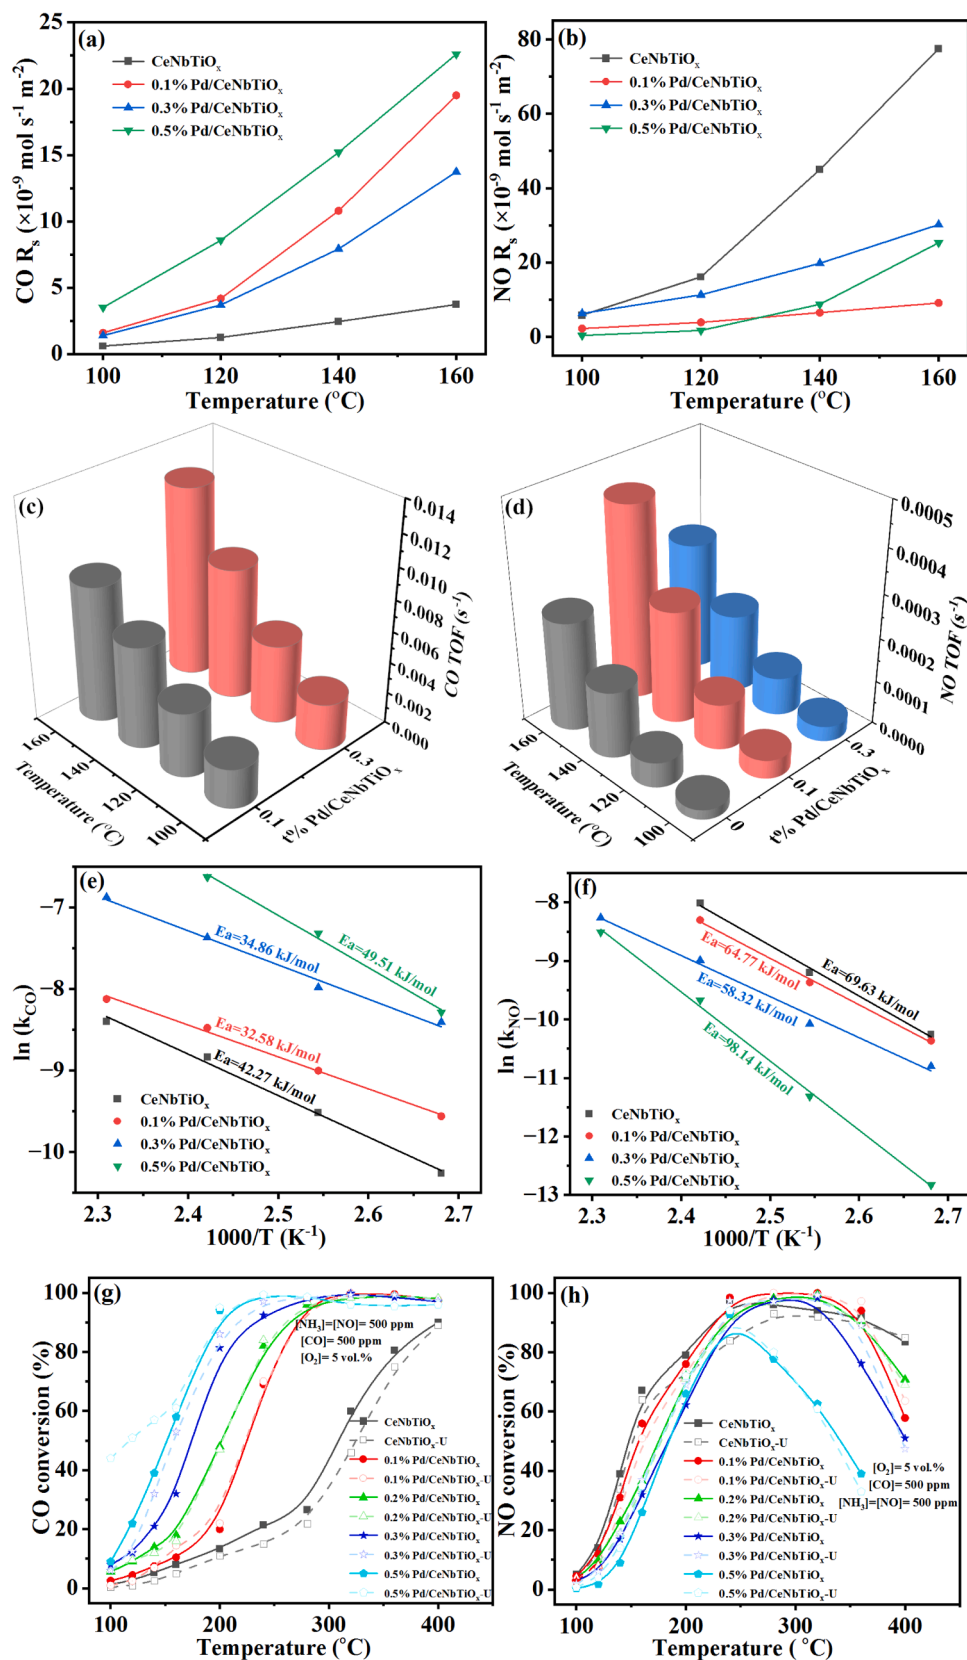 (a)
CeNbTiOx
0.1% Pd/CeNbTiOx
0.3% Pd/CeNbTiOx
0.5% Pd/CeNbTiOx
CO Rs (×10-9 mol s-1 m-2)
25
20
15
10
5
0
100 120 140 160
Temperature (°C)
(b)
CeNbTiOx
0.1% Pd/CeNbTiOx
0.3% Pd/CeNbTiOx
0.5% Pd/CeNbTiOx
NO Rs (×10-9 mol s-1 m-2)
80
60
40
20
0
100 120 140 160
Temperature (°C)
(c)
0.014
0.012
0.010
0.008
0.006
0.004
0.002
0.000
CO TOF (s-1)
160
140
120
100
Temperature (°C)
0.1
0.3
t% Pd/CeNbTiOx
(d)
0.0005
0.0004
0.0003
0.0002
0.0001
0.0000
NO TOF (s-1)
160
140
120
100
Temperature (°C)
0
0.1
0.3
t% Pd/CeNbTiOx
(e)
ln (kCO)
−7
−8
−9
−10
Ea=49.51 kJ/mol
Ea=34.86 kJ/mol
Ea=32.58 kJ/mol
Ea=42.27 kJ/mol
CeNbTiOx
0.1% Pd/CeNbTiOx
0.3% Pd/CeNbTiOx
0.5% Pd/CeNbTiOx
2.3 2.4 2.5 2.6 2.7
1000/T (K-1)
(f)
ln (kNO)
−8
−9
−10
−11
−12
−13
Ea=64.77 kJ/mol
Ea=69.63 kJ/mol
Ea=58.32 kJ/mol
Ea=98.14 kJ/mol
CeNbTiOx
0.1% Pd/CeNbTiOx
0.3% Pd/CeNbTiOx
0.5% Pd/CeNbTiOx
2.3 2.4 2.5 2.6 2.7
1000/T (K-1)
(g)
CO conversion (%)
100
80
60
40
20
0
[NH3]=[NO]= 500 ppm
[CO]= 500 ppm
[O2]= 5 vol.%
CeNbTiOx
CeNbTiOx-U
0.1% Pd/CeNbTiOx
0.1% Pd/CeNbTiOx-U
0.2% Pd/CeNbTiOx
0.2% Pd/CeNbTiOx-U
0.3% Pd/CeNbTiOx
0.3% Pd/CeNbTiOx-U
0.5% Pd/CeNbTiOx
0.5% Pd/CeNbTiOx-U
100 200 300 400
Temperature (°C)
(h)
NO conversion (%)
100
80
60
40
20
0
CeNbTiOx
CeNbTiOx-U
0.1% Pd/CeNbTiOx
0.1% Pd/CeNbTiOx-U
0.2% Pd/CeNbTiOx
0.2% Pd/CeNbTiOx-U
0.3% Pd/CeNbTiOx
0.3% Pd/CeNbTiOx-U
0.5% Pd/CeNbTiOx
0.5% Pd/CeNbTiOx-U
[O2]= 5 vol.%
[CO]= 500 ppm
[NH3]=[NO]= 500 ppm
100 200 300 400
Temperature ( °C)